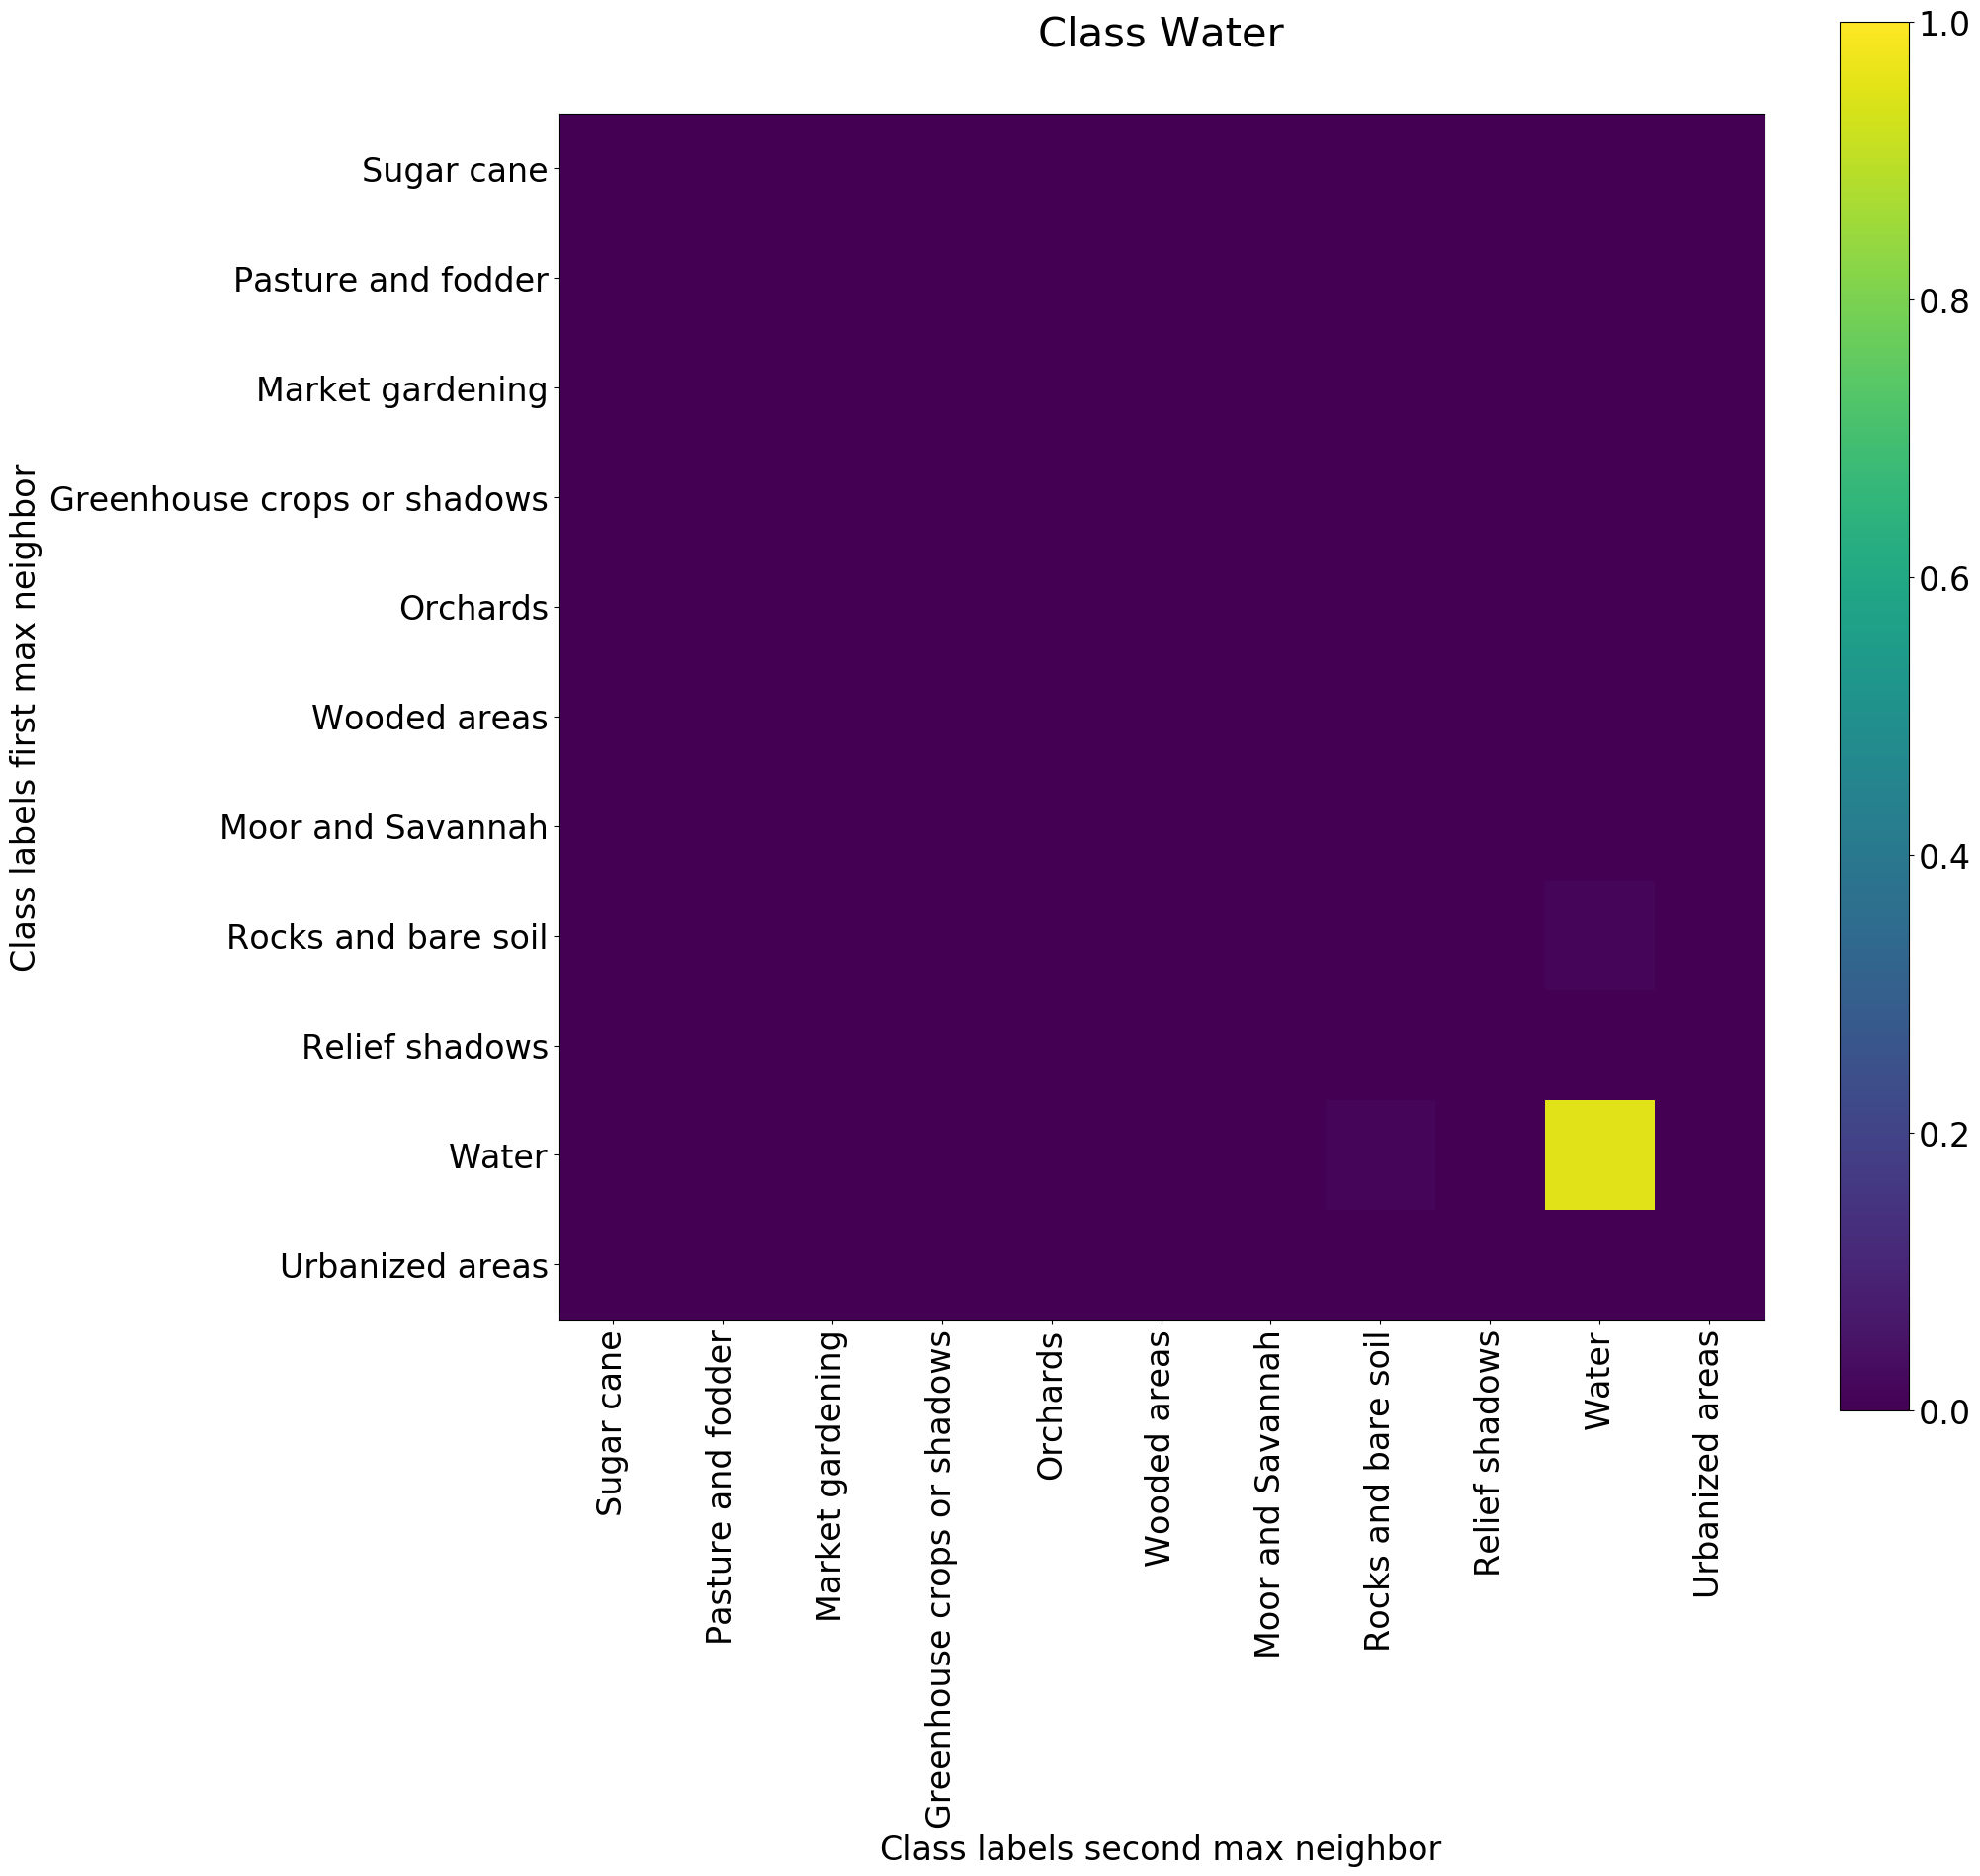 Class Water
1.0
0.8
0.6
0.4
0.2
0.0
Class labels first max neighbor
Sugar cane
Pasture and fodder
Market gardening
Greenhouse crops or shadows
Orchards
Wooded areas
Moor and Savannah
Rocks and bare soil
Relief shadows
Water
Urbanized areas
Sugar cane
Pasture and fodder
Market gardening
Greenhouse crops or shadows
Orchards
Wooded areas
Moor and Savannah
Rocks and bare soil
Relief shadows
Water
Urbanized areas
Class labels second max neighbor